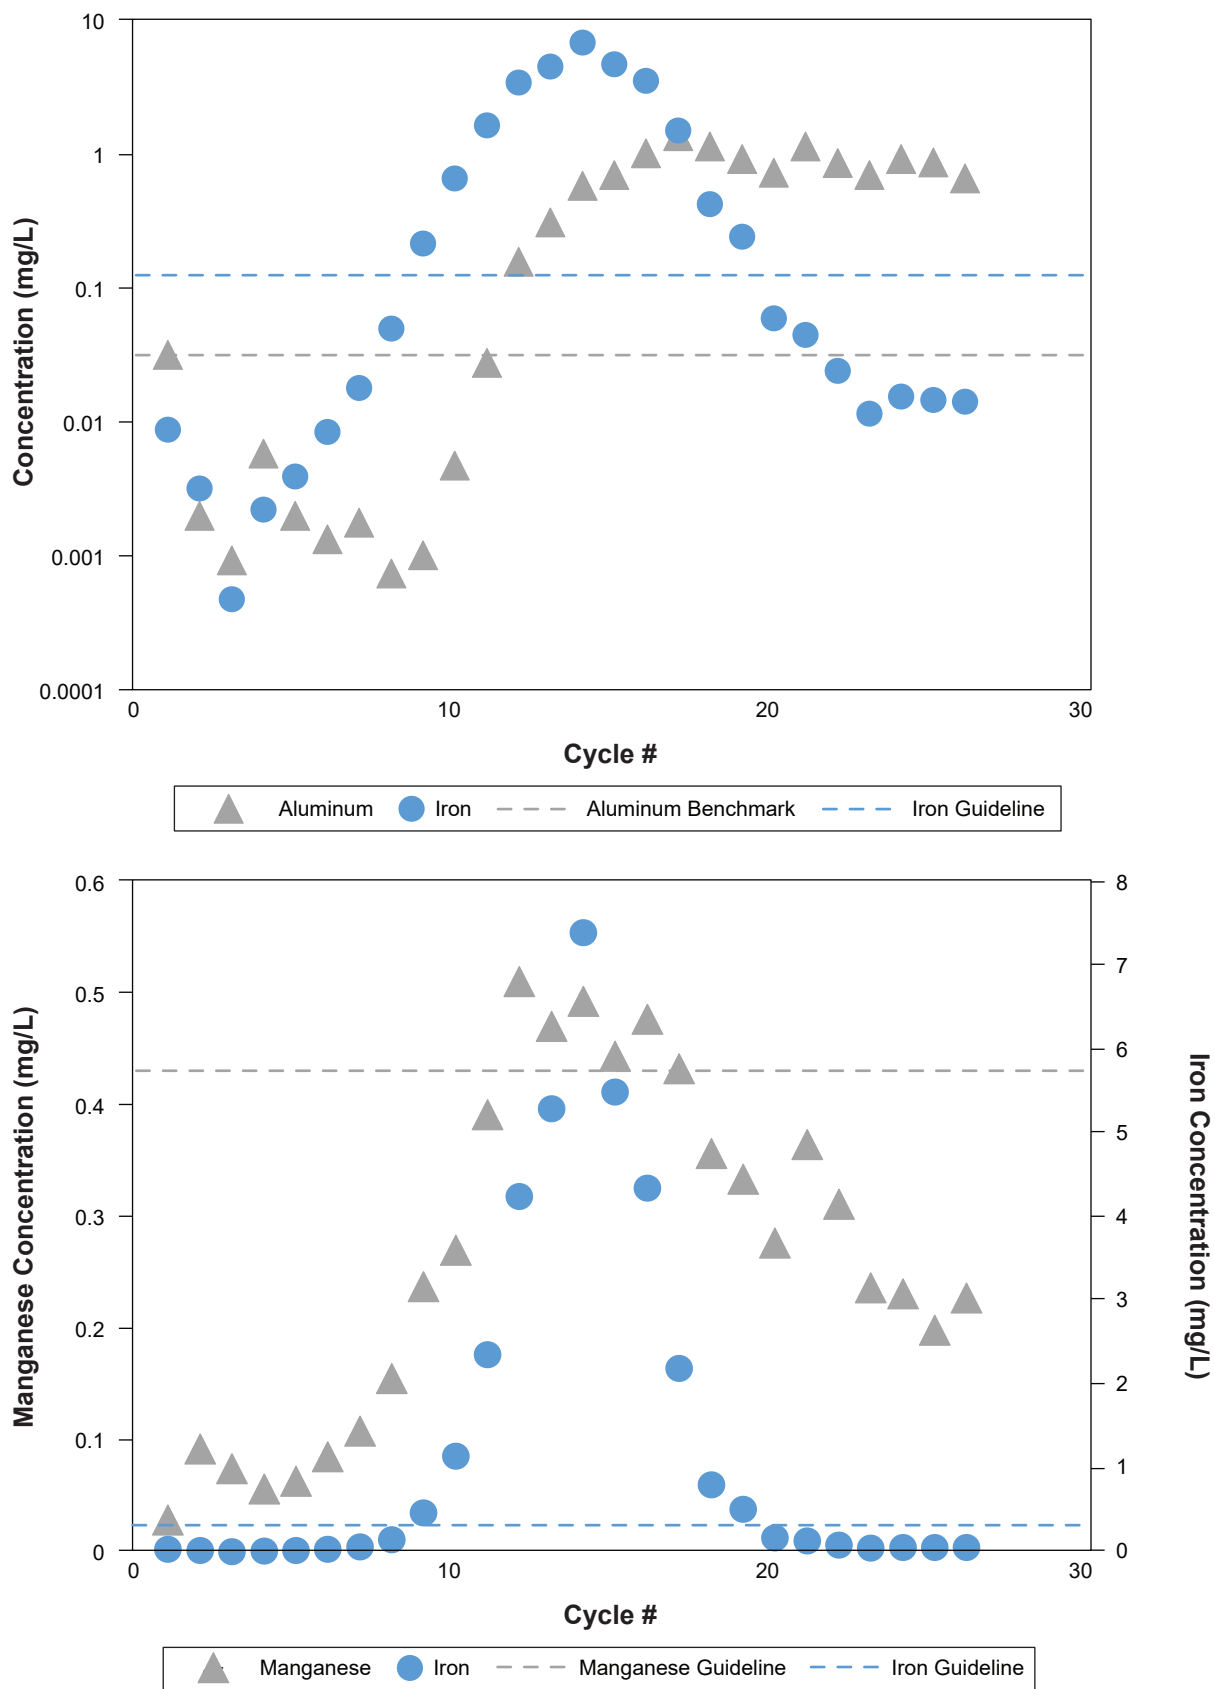 10
1
0.1
0.01
0.001
0.0001
Concentration (mg/L)
0 10 20 30
Cycle #
Aluminum Iron Aluminum Benchmark Iron Guideline
0.6
0.5
0.4
0.3
0.2
0.1
0
Manganese Concentration (mg/L)
8
7
6
5
4
3
2
1
0
Iron Concentration (mg/L)
0 10 20 30
Cycle #
Manganese Iron Manganese Guideline Iron Guideline